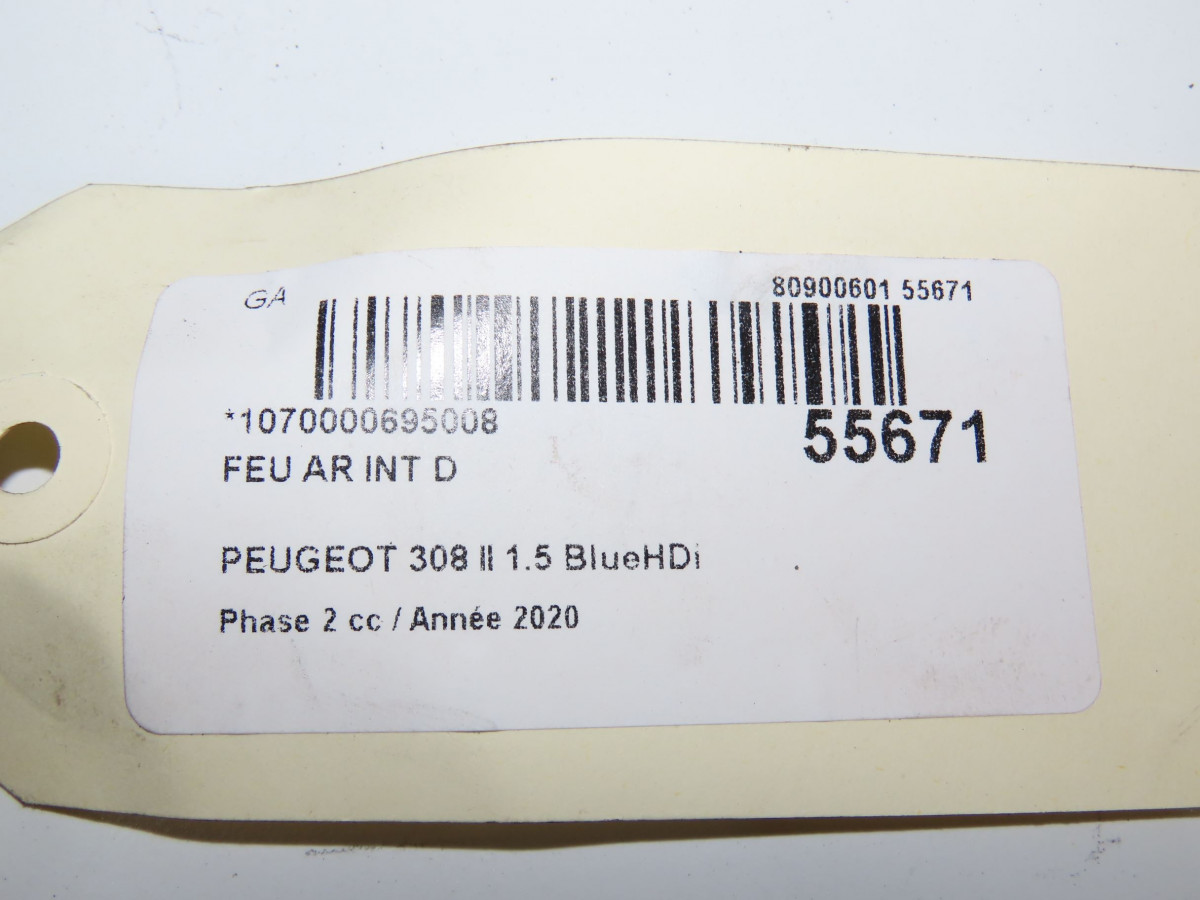 GA 80900601 55671
*1070000695008 55671
FEU AR INT D
PEUGEOT 308 II 1.5 BlueHDi
Phase 2 cc / Année 2020